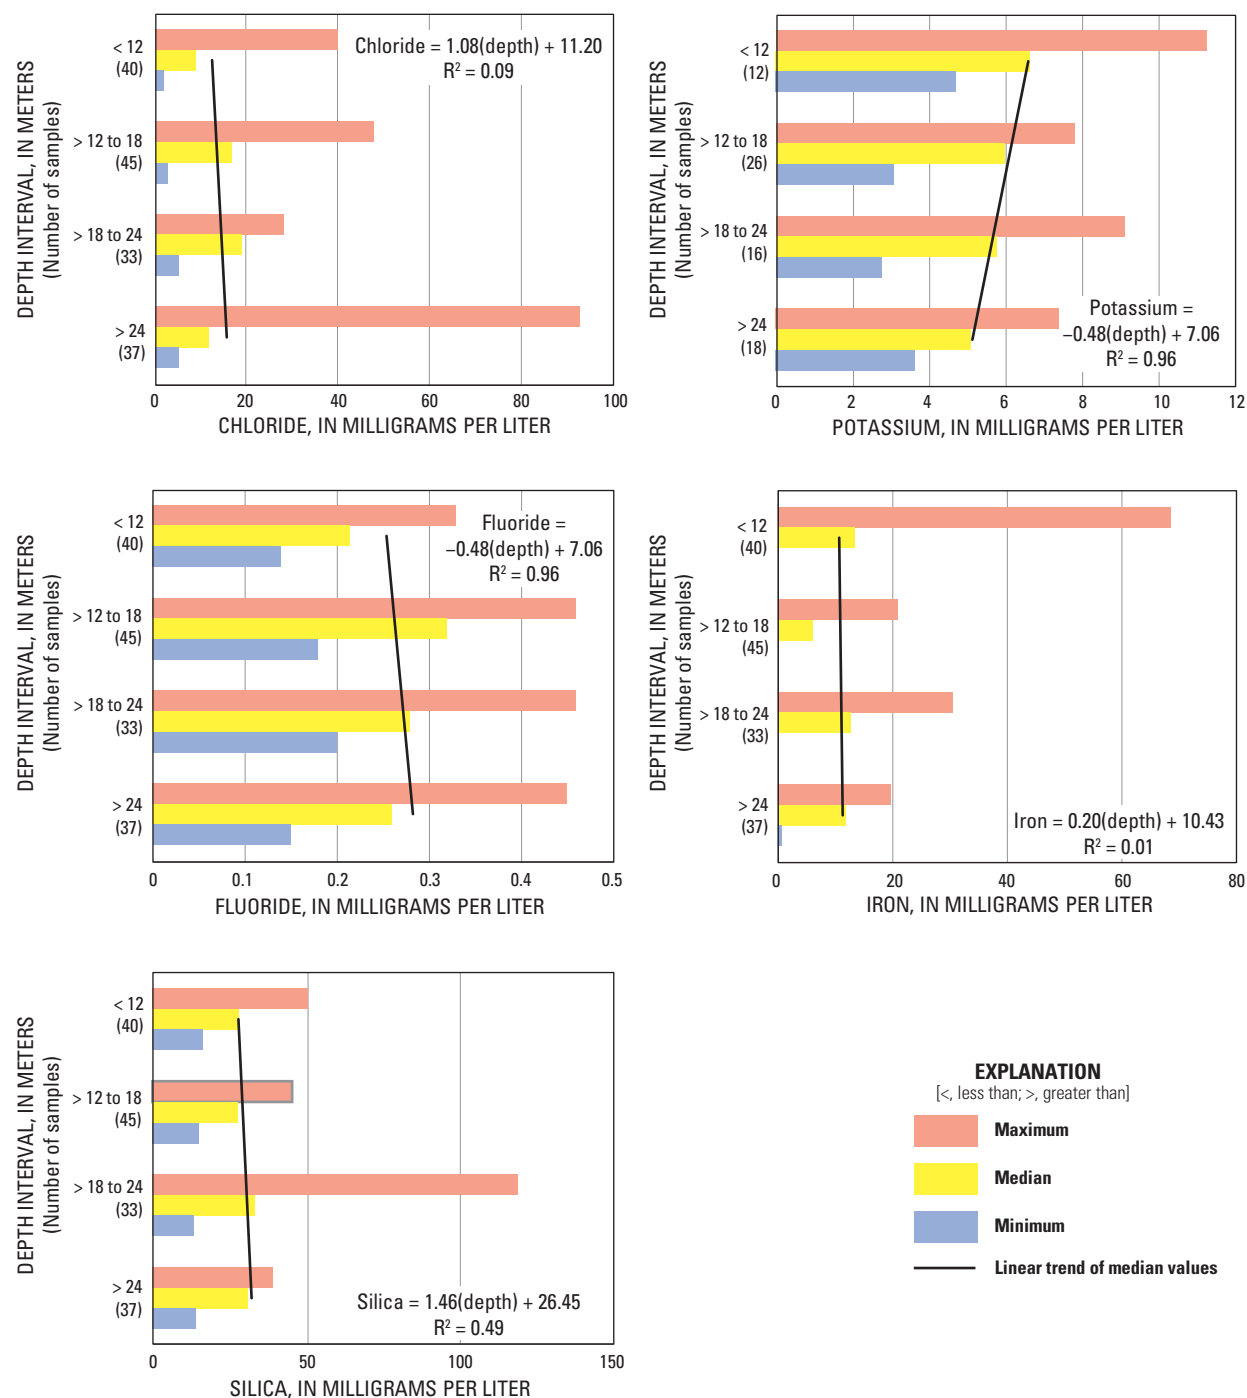 DEPTH INTERVAL, IN METERS
(Number of samples)
< 12
(40)
> 12 to 18
(45)
> 18 to 24
(33)
> 24
(37)
Chloride = 1.08(depth) + 11.20
R² = 0.09
0 20 40 60 80 100
CHLORIDE, IN MILLIGRAMS PER LITER
DEPTH INTERVAL, IN METERS
(Number of samples)
< 12
(12)
> 12 to 18
(26)
> 18 to 24
(16)
> 24
(18)
Potassium =
−0.48(depth) + 7.06
R² = 0.96
0 2 4 6 8 10 12
POTASSIUM, IN MILLIGRAMS PER LITER
DEPTH INTERVAL, IN METERS
(Number of samples)
< 12
(40)
> 12 to 18
(45)
> 18 to 24
(33)
> 24
(37)
Fluoride =
−0.48(depth) + 7.06
R² = 0.96
0 0.1 0.2 0.3 0.4 0.5
FLUORIDE, IN MILLIGRAMS PER LITER
DEPTH INTERVAL, IN METERS
(Number of samples)
< 12
(40)
> 12 to 18
(45)
> 18 to 24
(33)
> 24
(37)
Iron = 0.20(depth) + 10.43
R² = 0.01
0 20 40 60 80
IRON, IN MILLIGRAMS PER LITER
DEPTH INTERVAL, IN METERS
(Number of samples)
< 12
(40)
> 12 to 18
(45)
> 18 to 24
(33)
> 24
(37)
Silica = 1.46(depth) + 26.45
R² = 0.49
0 50 100 150
SILICA, IN MILLIGRAMS PER LITER
EXPLANATION
[<, less than; >, greater than]
Maximum
Median
Minimum
Linear trend of median values